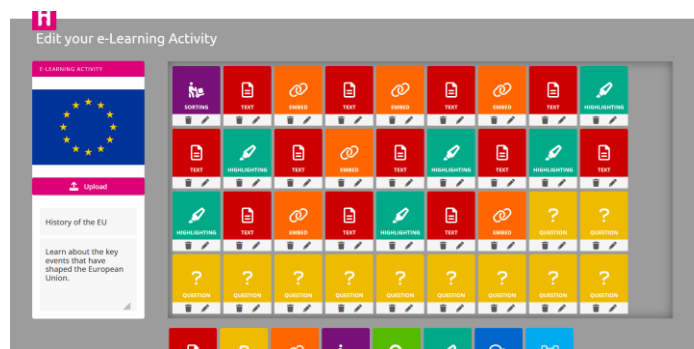 Edit your e-Learning Activity
E-LEARNING ACTIVITY
Upload
History of the EU
Learn about the key
events that have
shaped the European
Union.
SORTING TEXT EMBED TEXT EMBED TEXT EMBED TEXT HIGHLIGHTING
TEXT HIGHLIGHTING TEXT EMBED TEXT HIGHLIGHTING TEXT HIGHLIGHTING TEXT
HIGHLIGHTING TEXT EMBED TEXT HIGHLIGHTING TEXT EMBED QUESTION QUESTION
QUESTION QUESTION QUESTION QUESTION QUESTION QUESTION QUESTION QUESTION QUESTION